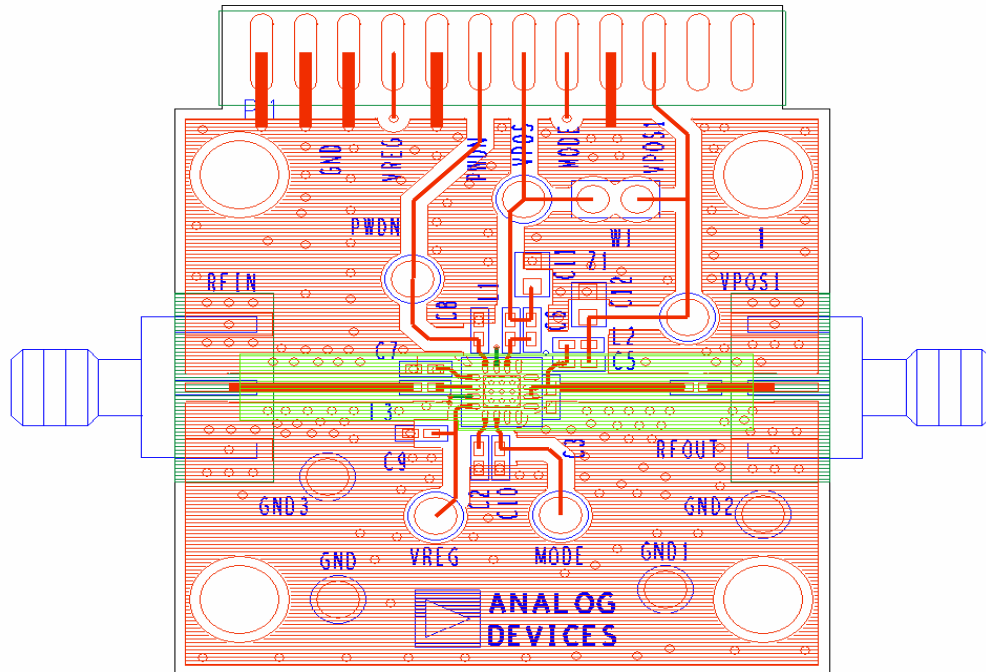 GND
VREG
PWDN
VPOS
MODE
VPOS1
PWDN
W1
1
RFIN
L1
C11
Z1
C12
VPOS1
C8
C6
L2
C7
C5
L3
C9
C3
RFOUT
C2
C10
GND3
GND2
VREG
MODE
GND
GND1
ANALOG
DEVICES